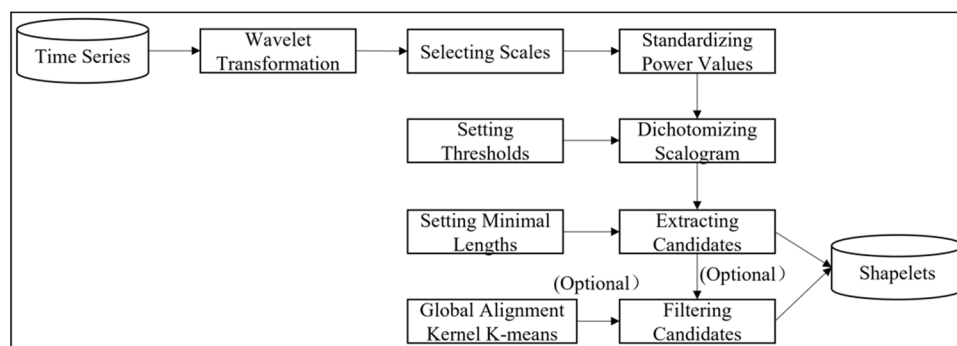 Time Series
Wavelet
Transformation
Selecting Scales
Standardizing
Power Values
Setting
Thresholds
Dichotomizing
Scalogram
Setting Minimal
Lengths
Extracting
Candidates
Shapelets
(Optional)
(Optional）
Global Alignment
Kernel K-means
Filtering
Candidates